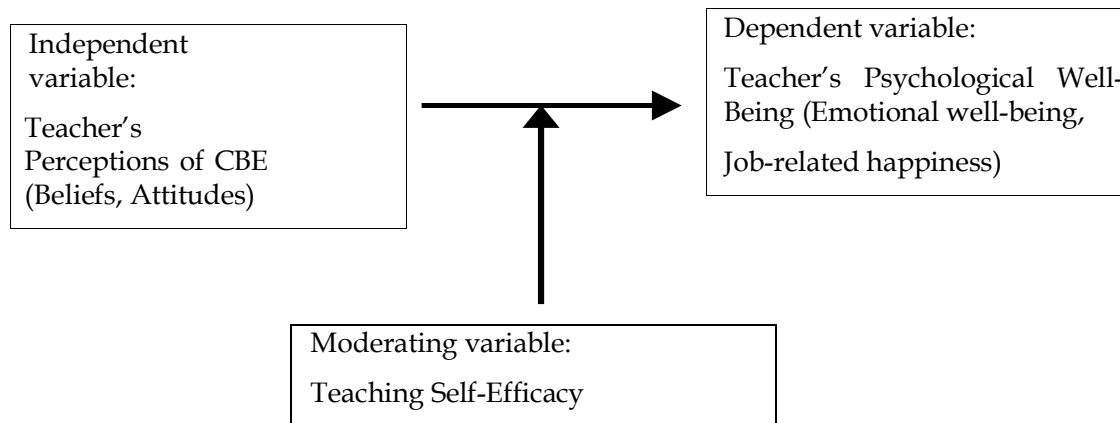 Independent
variable:
Teacher's
Perceptions of CBE
(Beliefs, Attitudes)
Dependent variable:
Teacher's Psychological Well-
Being (Emotional well-being,
Job-related happiness)
Moderating variable:
Teaching Self-Efficacy